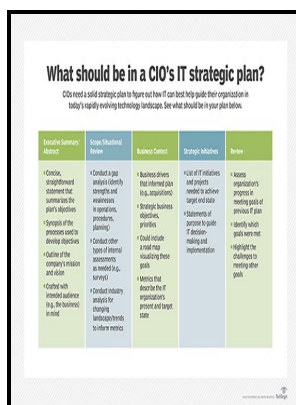 What should be in a CIO's IT strategic plan?
CIOs need a solid strategic plan to figure out how IT can best help guide their organization in
today's rapidly evolving technology landscape. See what should be in your plan below.
Executive Summary/
Abstract
Concise,
straightforward
statement that
summarizes the
plan's objectives
Synopsis of the
processes used to
develop objectives
Outline of the
company's mission
and vision
Crafted with
intended audience
(e.g., the business)
in mind
Scope/Situational
Review
Conduct a gap
analysis (identify
strengths and
weaknesses
in operations,
procedures,
planning)
Conduct other
types of internal
assessments
as needed (e.g.,
surveys)
Conduct industry
analysis for
changing
landscape/trends
to inform metrics
Business Context
Business drivers
that informed plan
(e.g., acquisitions)
Strategic business
objectives,
priorities
Could include
a road map
visualizing these
goals
Metrics that
describe the IT
organization's
present and target
state
Strategic Initiatives
List of IT initiatives
and projects
needed to achieve
target end state
Statements of
purpose to guide
IT decision-
making and
implementation
Review
Assess
organization's
progress in
meeting goals of
previous IT plan
Identify which
goals were met
Highlight the
challenges to
meeting other
goals